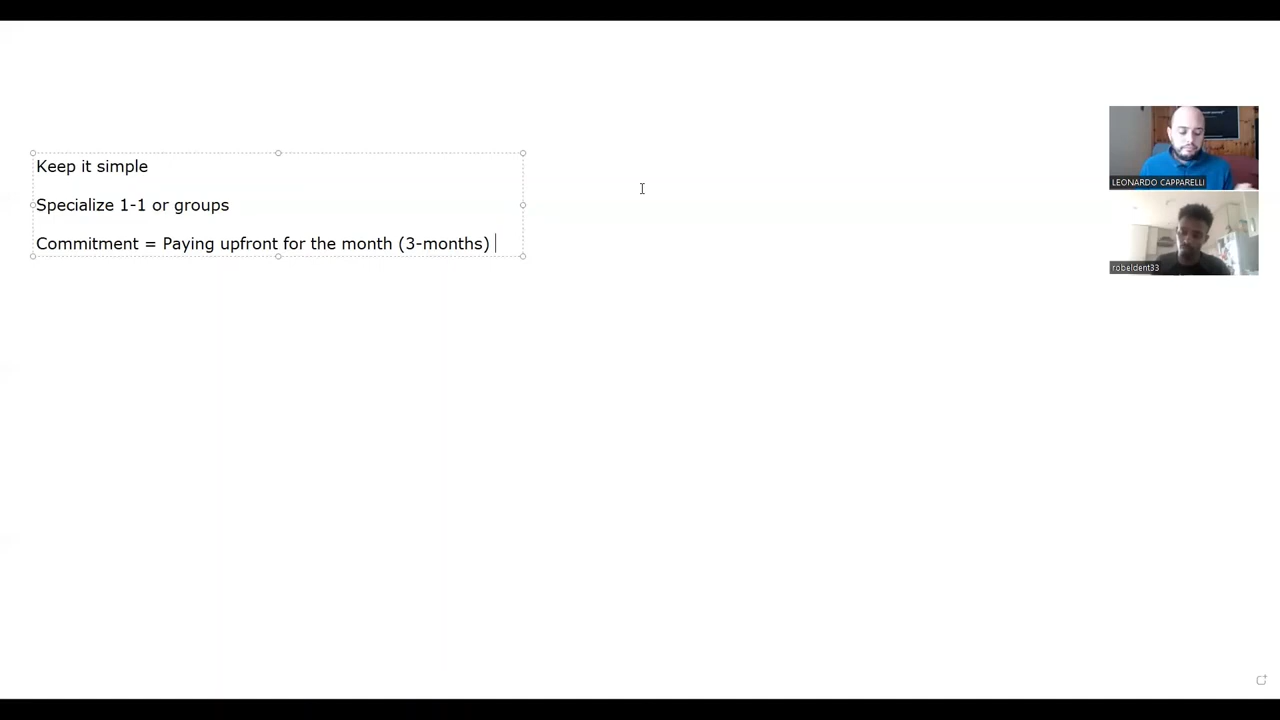 Keep it simple
Specialize 1-1 or groups
Commitment = Paying upfront for the month (3-months)
LEONARDO CAPPARELLI
robeldent33